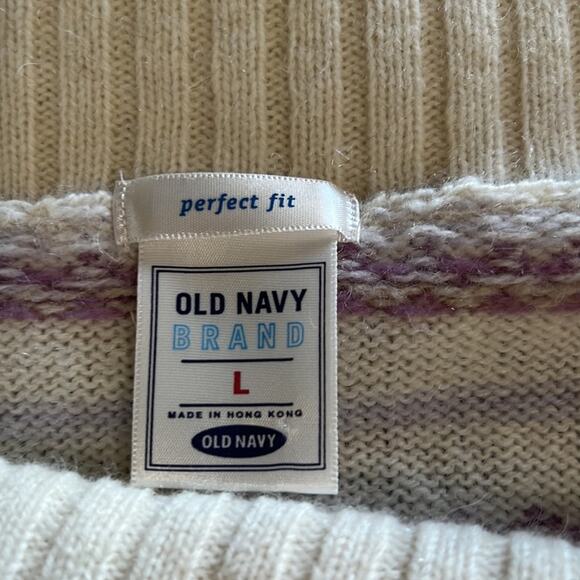 perfect fit
OLD NAVY
BRAND
L
MADE IN HONG KONG
OLD NAVY